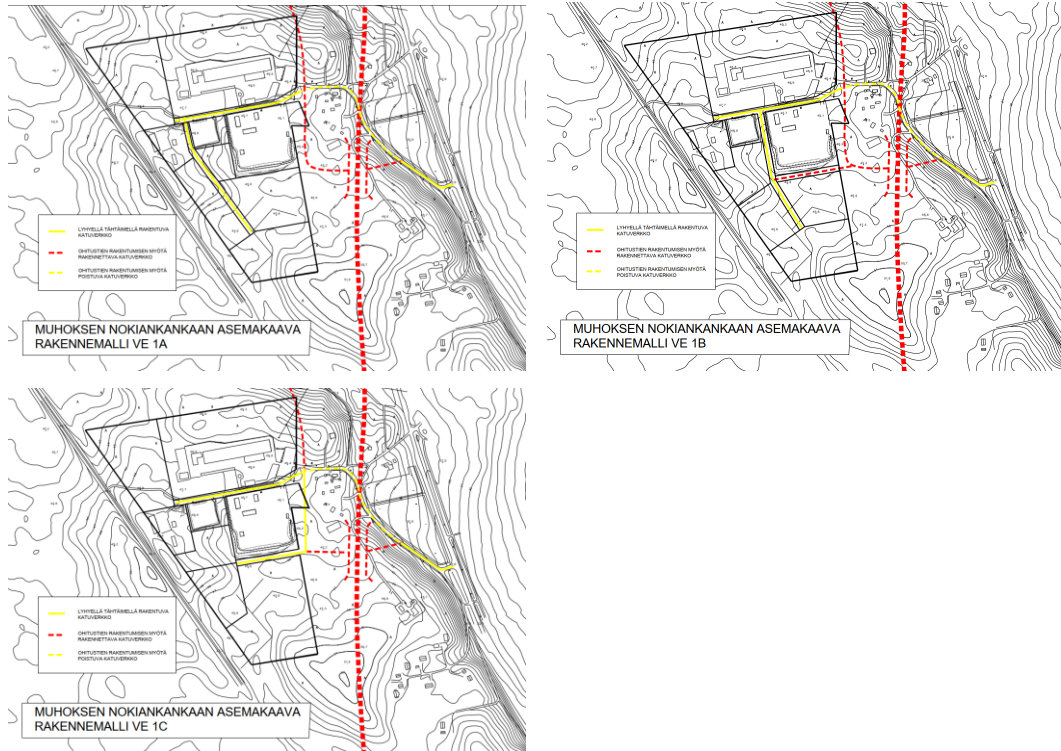 LYHYELLÄ TÄHTÄIMELLÄ RAKENTUVA
KATUVERKKO
OHITUSTIEN RAKENTUMISEN MYÖTÄ
RAKENNETTAVA KATUVERKKO
OHITUSTIEN RAKENTUMISEN MYÖTÄ
POISTUVA KATUVERKKO
MUHOKSEN NOKIANKANKAAN ASEMAKAAVA
RAKENNEMALLI VE 1A
LYHYELLÄ TÄHTÄIMELLÄ RAKENTUVA
KATUVERKKO
OHITUSTIEN RAKENTUMISEN MYÖTÄ
RAKENNETTAVA KATUVERKKO
OHITUSTIEN RAKENTUMISEN MYÖTÄ
POISTUVA KATUVERKKO
MUHOKSEN NOKIANKANKAAN ASEMAKAAVA
RAKENNEMALLI VE 1B
LYHYELLÄ TÄHTÄIMELLÄ RAKENTUVA
KATUVERKKO
OHITUSTIEN RAKENTUMISEN MYÖTÄ
RAKENNETTAVA KATUVERKKO
OHITUSTIEN RAKENTUMISEN MYÖTÄ
POISTUVA KATUVERKKO
MUHOKSEN NOKIANKANKAAN ASEMAKAAVA
RAKENNEMALLI VE 1C